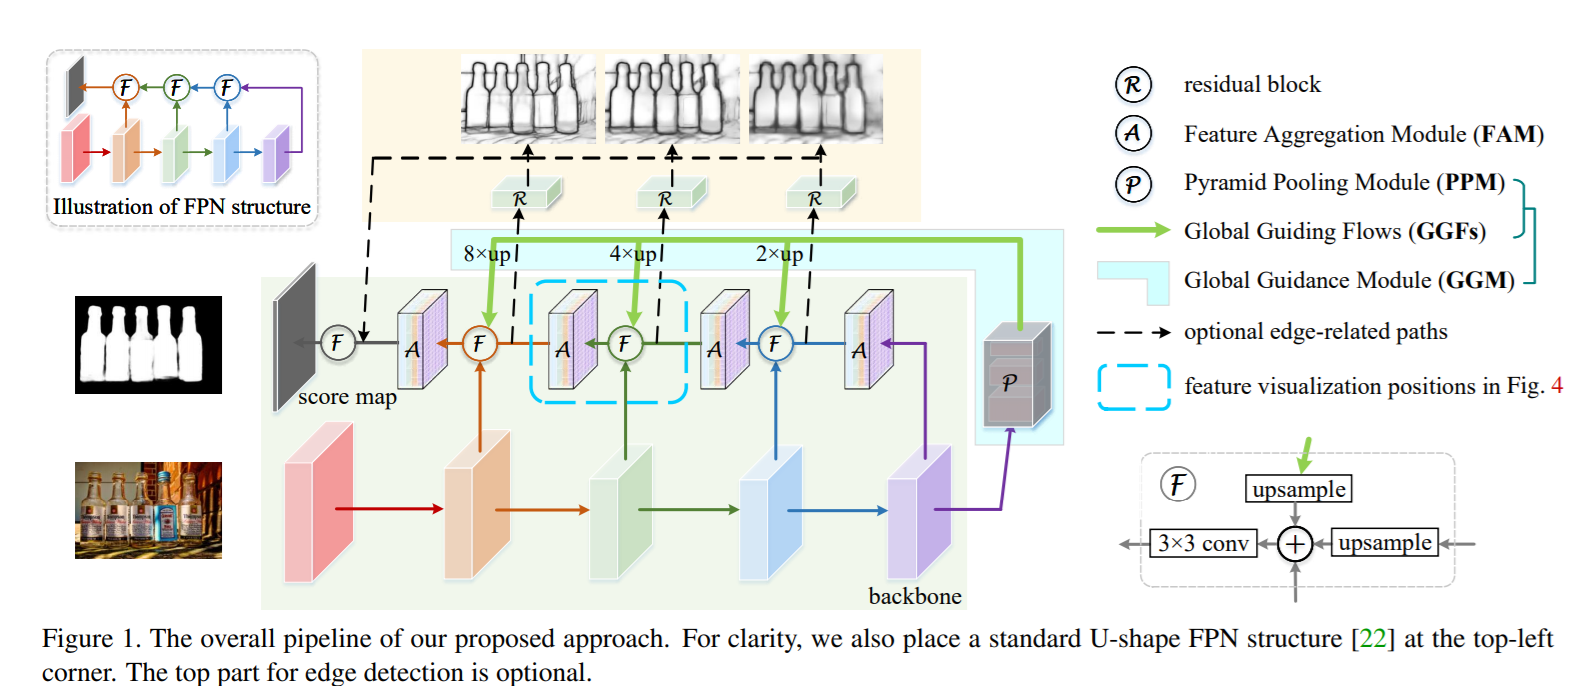 F
F
F
Illustration of FPN structure
R
R
R
8×up
4×up
2×up
A
F
A
F
A
F
A
F
P
score map
backbone
R residual block
A Feature Aggregation Module (FAM)
P Pyramid Pooling Module (PPM)
Global Guiding Flows (GGFs)
Global Guidance Module (GGM)
optional edge-related paths
feature visualization positions in Fig. 4
F
upsample
3×3 conv
+
upsample
Figure 1. The overall pipeline of our proposed approach. For clarity, we also place a standard U-shape FPN structure [22] at the top-left
corner. The top part for edge detection is optional.